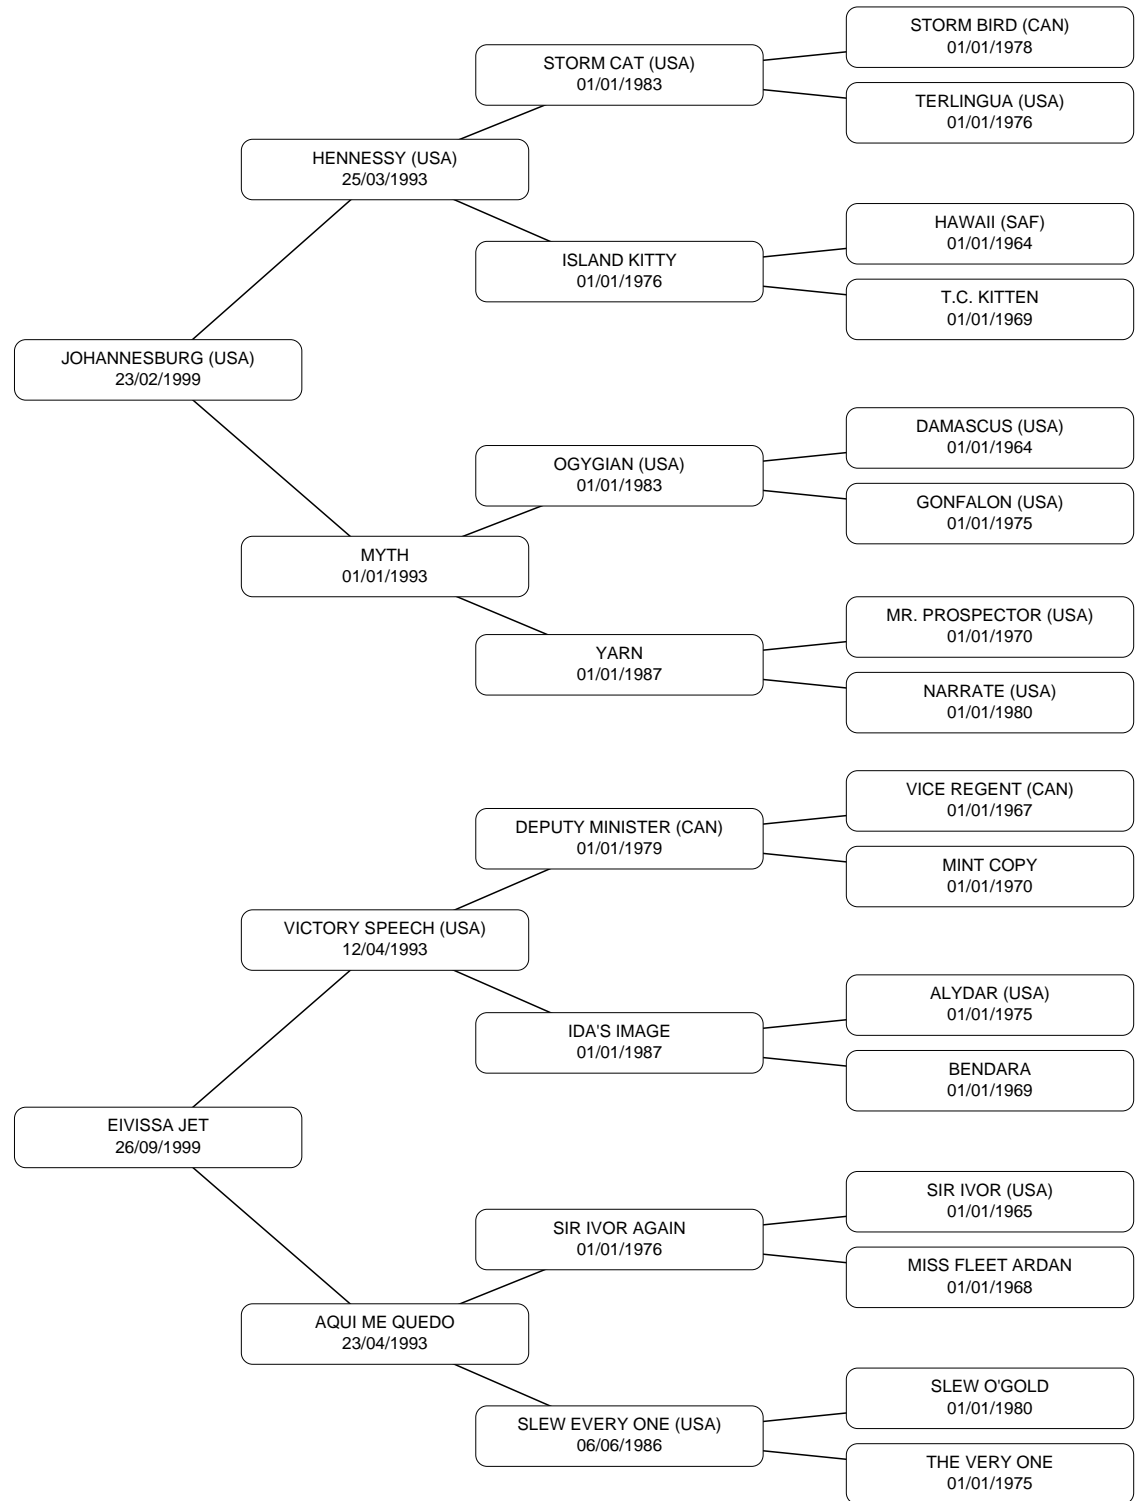 STORM BIRD (CAN)
01/01/1978
STORM CAT (USA)
01/01/1983
TERLINGUA (USA)
01/01/1976
HENNESSY (USA)
25/03/1993
HAWAII (SAF)
01/01/1964
ISLAND KITTY
01/01/1976
T.C. KITTEN
01/01/1969
JOHANNESBURG (USA)
23/02/1999
DAMASCUS (USA)
01/01/1964
OGYGIAN (USA)
01/01/1983
GONFALON (USA)
01/01/1975
MYTH
01/01/1993
MR. PROSPECTOR (USA)
01/01/1970
YARN
01/01/1987
NARRATE (USA)
01/01/1980
VICE REGENT (CAN)
01/01/1967
DEPUTY MINISTER (CAN)
01/01/1979
MINT COPY
01/01/1970
VICTORY SPEECH (USA)
12/04/1993
ALYDAR (USA)
01/01/1975
IDA'S IMAGE
01/01/1987
BENDARA
01/01/1969
EIVISSA JET
26/09/1999
SIR IVOR (USA)
01/01/1965
SIR IVOR AGAIN
01/01/1976
MISS FLEET ARDAN
01/01/1968
AQUI ME QUEDO
23/04/1993
SLEW O'GOLD
01/01/1980
SLEW EVERY ONE (USA)
06/06/1986
THE VERY ONE
01/01/1975